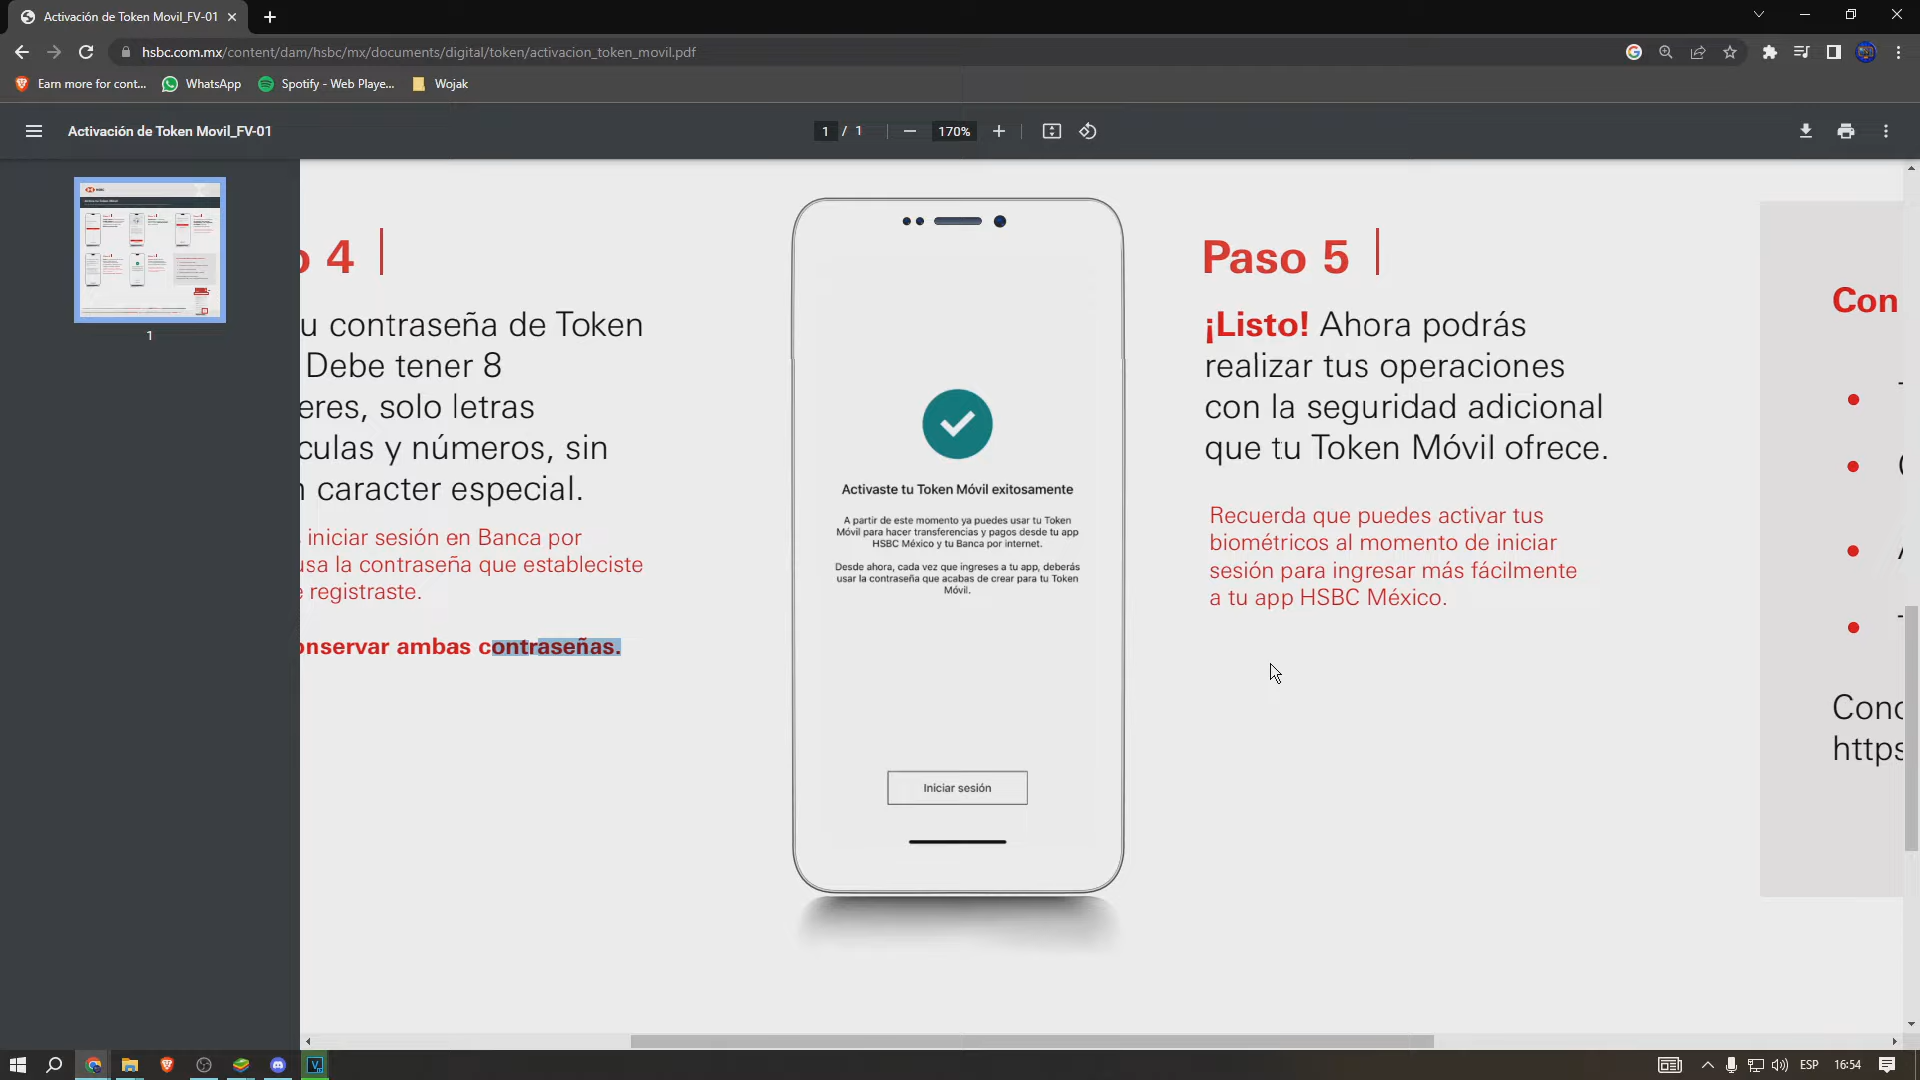 Activación de Token Movil_FV-01
hsbc.com.mx/content/dam/hsbc/mx/documents/digital/token/activacion_token_movil.pdf
Earn more for cont...
WhatsApp
Spotify - Web Playe...
Wojak
Activación de Token Movil_FV-01
1 / 1
170%
1
o 4
u contraseña de Token
Debe tener 8
eres, solo letras
culas y números, sin
n caracter especial.
iniciar sesión en Banca por
usa la contraseña que estableciste
e registraste.
onservar ambas contraseñas.
Activaste tu Token Móvil exitosamente
A partir de este momento ya puedes usar tu Token
Móvil para hacer transferencias y pagos desde tu app
HSBC México y tu Banca por internet.
Desde ahora, cada vez que ingreses a tu app, deberás
usar la contraseña que acabas de crear para tu Token
Móvil.
Iniciar sesión
Paso 5
¡Listo! Ahora podrás
realizar tus operaciones
con la seguridad adicional
que tu Token Móvil ofrece.
Recuerda que puedes activar tus
biométricos al momento de iniciar
sesión para ingresar más fácilmente
a tu app HSBC México.
Con
Cono
https
ESP
16:54